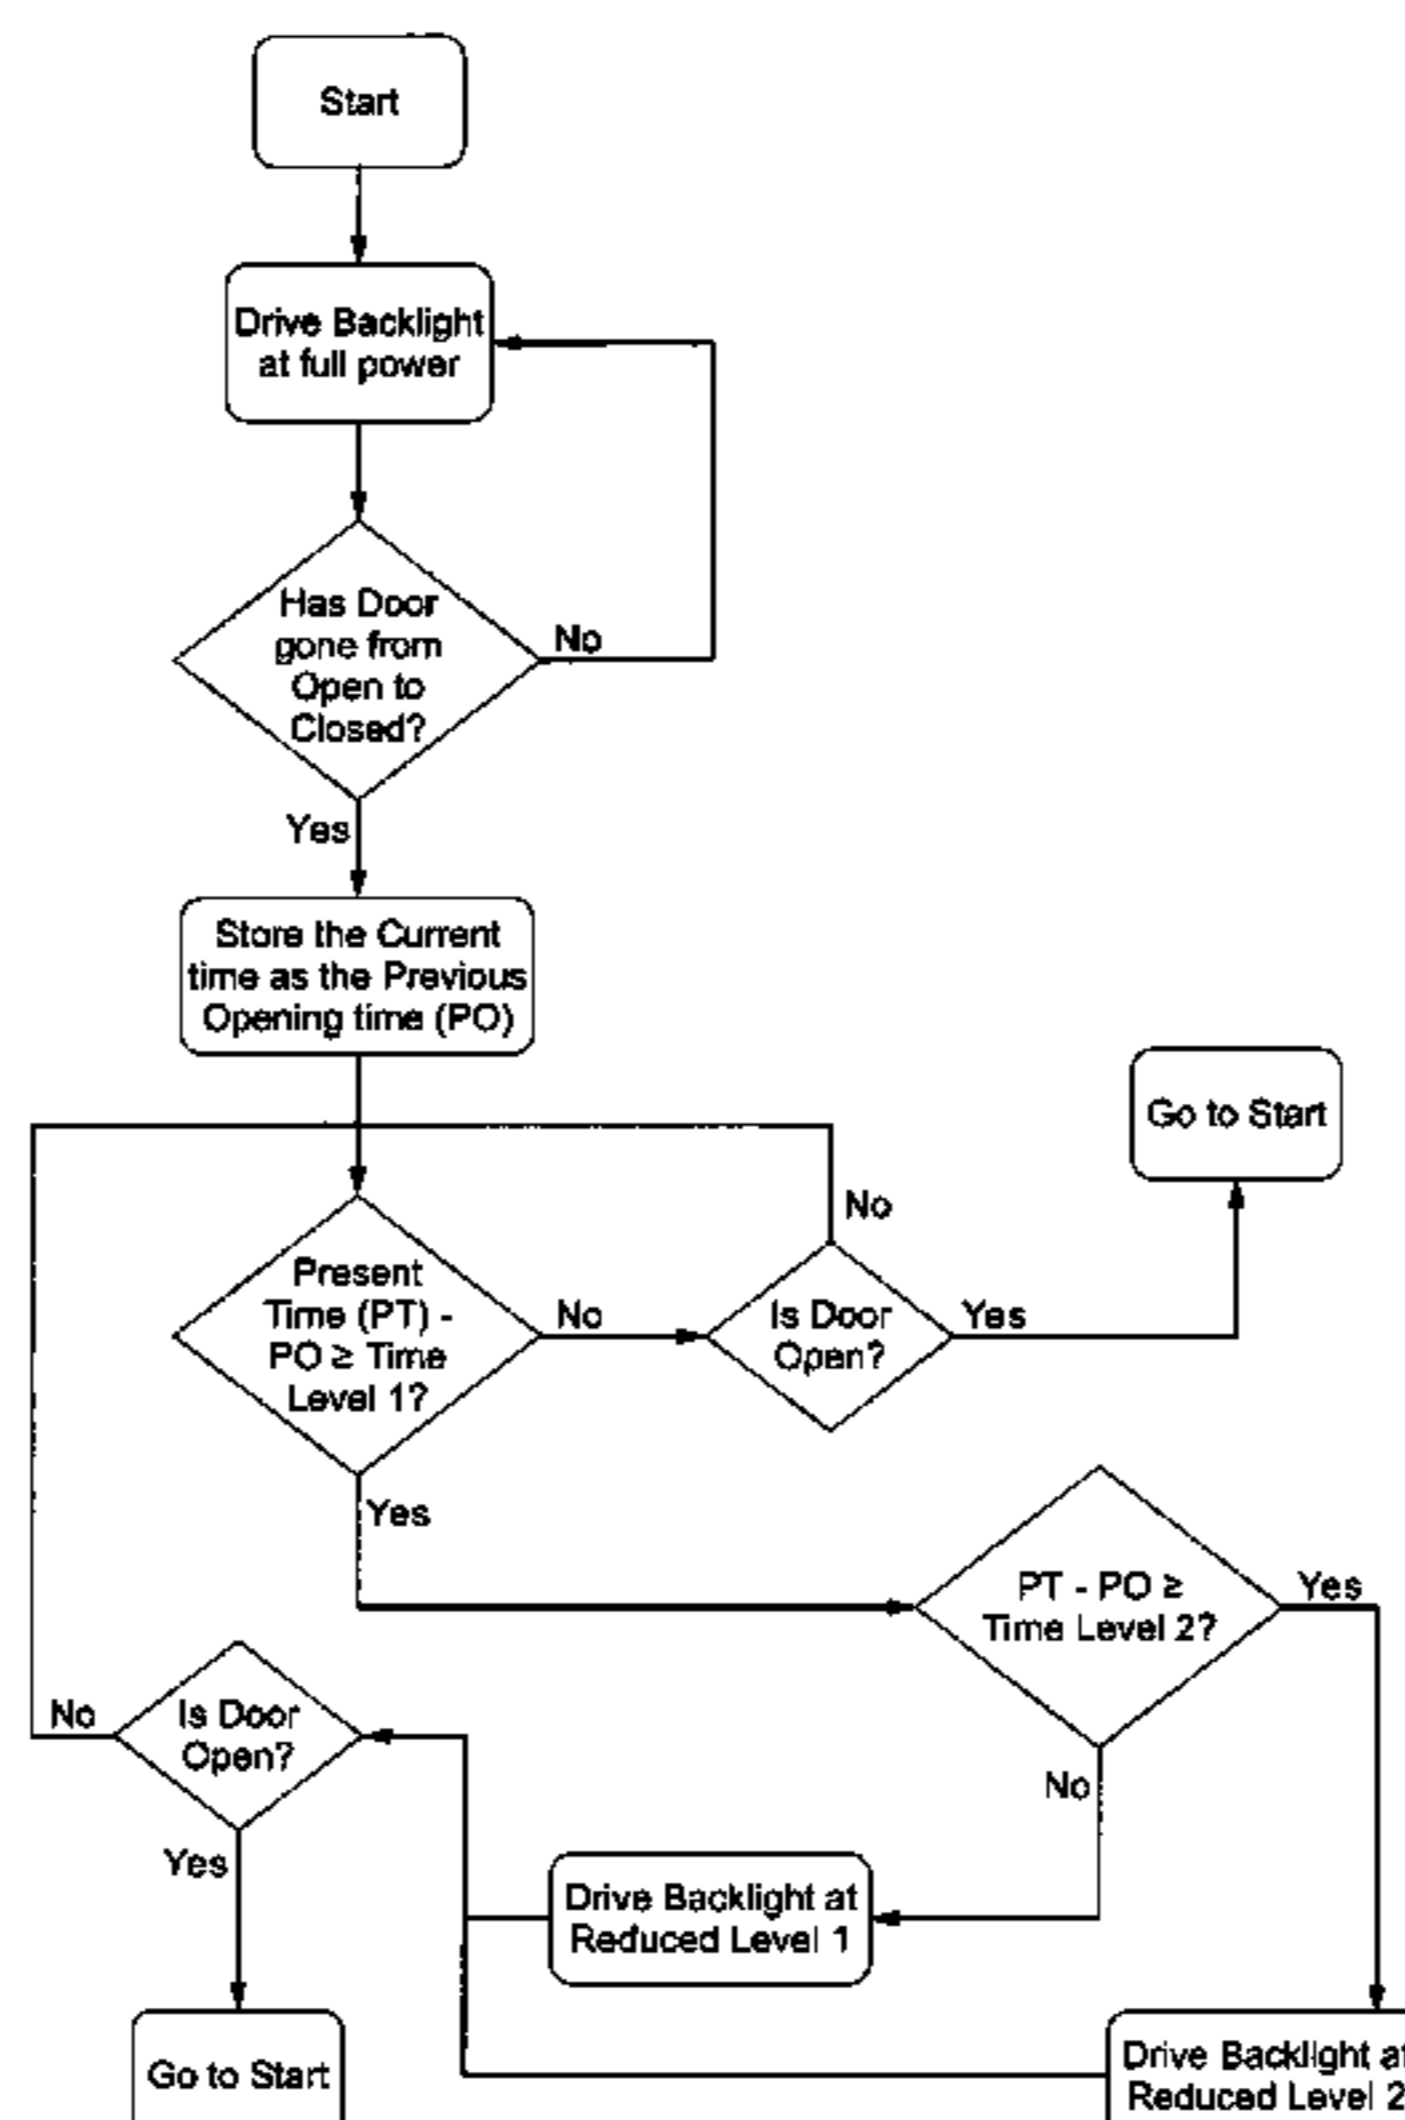 Start
Drive Backlight
at full power
Has Door
gone from
Open to
Closed?
No
Yes
Store the Current
time as the Previous
Opening time (PO)
Go to Start
No
Present
Time (PT) -
PO ≥ Time
Level 1?
No
Is Door
Open?
Yes
Yes
PT - PO ≥
Time Level 2?
Yes
No
Is Door
Open?
No
Yes
Drive Backlight at
Reduced Level 1
Go to Start
Drive Backlight at
Reduced Level 2